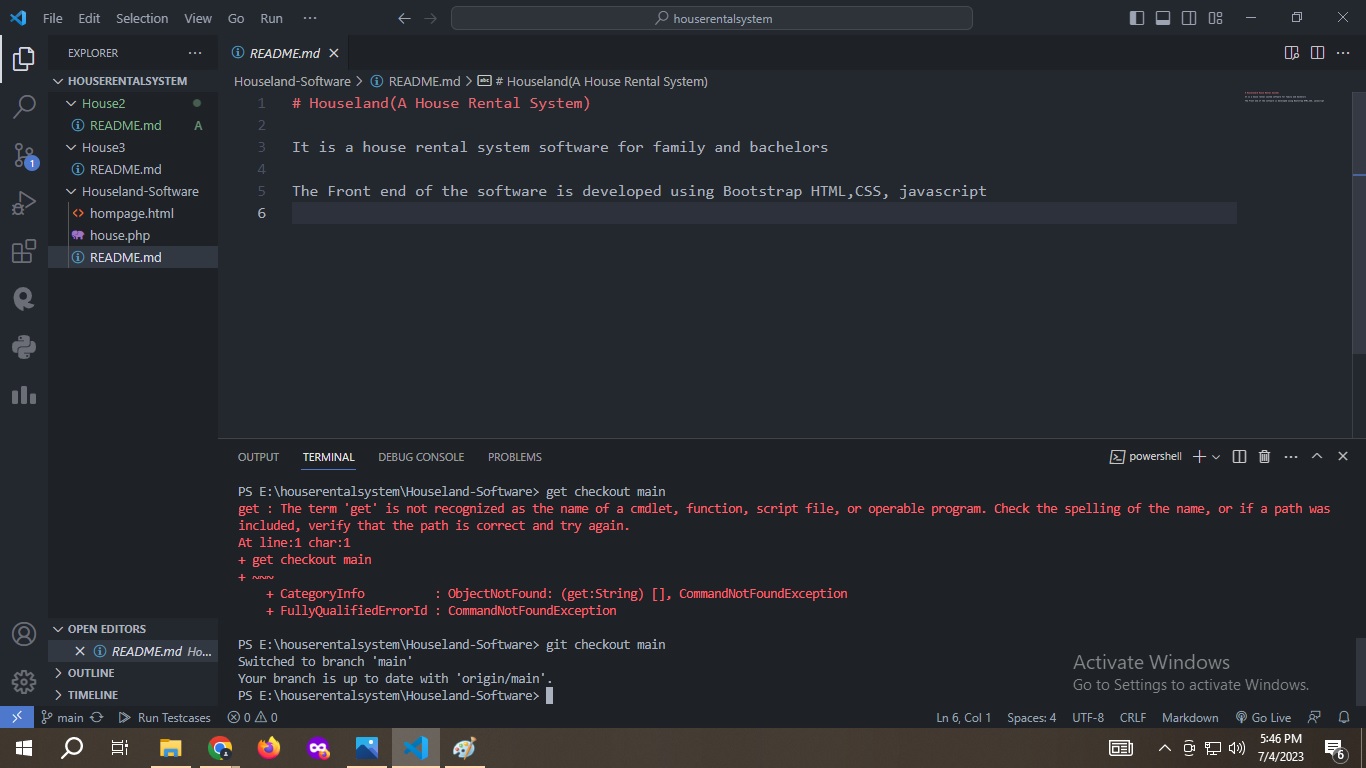 File Edit Selection View Go Run ···
houserentalsystem
EXPLORER ···
HOUSERENTALSYSTEM
House2
README.md A
House3
README.md
Houseland-Software
hompage.html
house.php
README.md
1
OPEN EDITORS
README.md Ho...
OUTLINE
TIMELINE
README.md
Houseland-Software > README.md > # Houseland(A House Rental System)
1 # Houseland(A House Rental System)
2
3 It is a house rental system software for family and bachelors
4
5 The Front end of the software is developed using Bootstrap HTML,CSS, javascript
6
OUTPUT TERMINAL DEBUG CONSOLE PROBLEMS
powershell
PS E:\houserentalsystem\Houseland-Software> get checkout main
get : The term 'get' is not recognized as the name of a cmdlet, function, script file, or operable program. Check the spelling of the name, or if a path was
included, verify that the path is correct and try again.
At line:1 char:1
+ get checkout main
+ ~~~
+ CategoryInfo : ObjectNotFound: (get:String) [], CommandNotFoundException
+ FullyQualifiedErrorId : CommandNotFoundException
PS E:\houserentalsystem\Houseland-Software> git checkout main
Switched to branch 'main'
Your branch is up to date with 'origin/main'.
PS E:\houserentalsystem\Houseland-Software>
Activate Windows
Go to Settings to activate Windows.
main Run Testcases 0 0 Ln 6, Col 1 Spaces: 4 UTF-8 CRLF Markdown Go Live
5:46 PM
7/4/2023
6